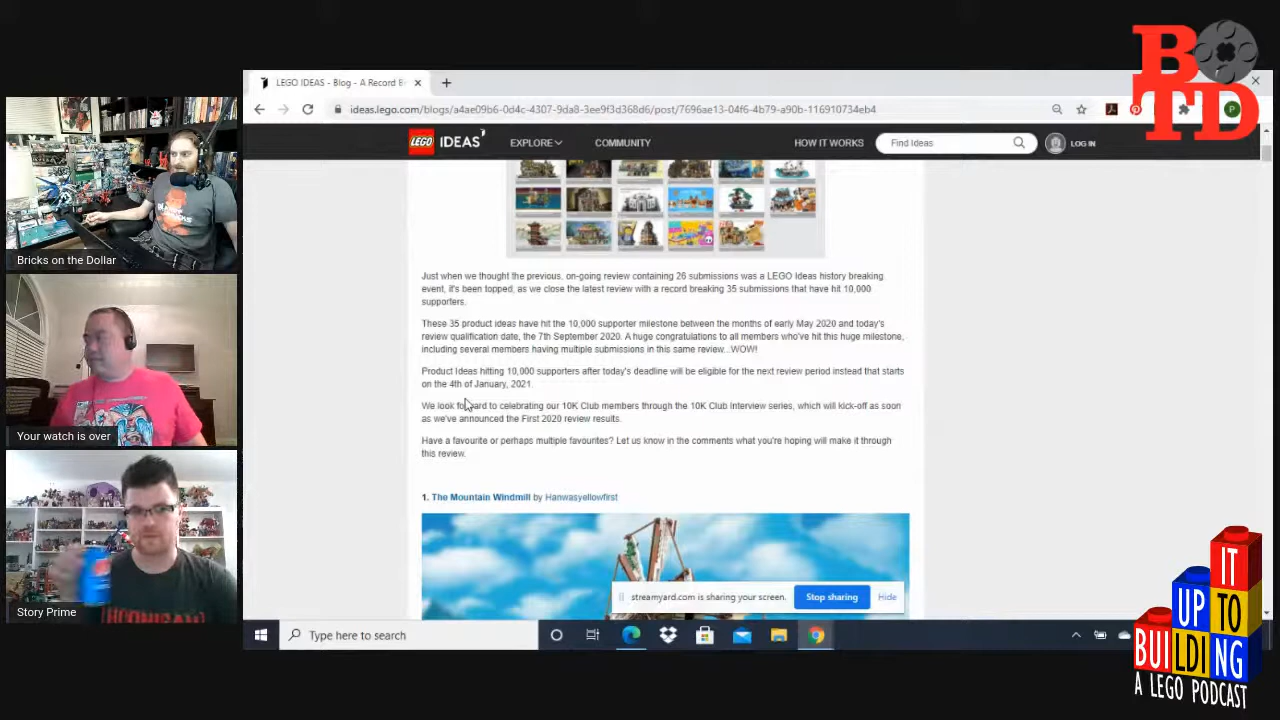 B
TD
LEGO IDEAS - Blog - A Record B
ideas.lego.com/blogs/a4ae09b6-0d4c-4307-9da8-3ee9f3d368d6/post/7696ae13-04f6-4b79-a90b-116910734eb4
P
LEGO IDEAS EXPLORE COMMUNITY HOW IT WORKS Find Ideas LOG IN
Just when we thought the previous, on-going review containing 26 submissions was a LEGO Ideas history breaking
event, it's been topped, as we close the latest review with a record breaking 35 submissions that have hit 10,000
supporters.
These 35 product ideas have hit the 10,000 supporter milestone between the months of early May 2020 and today's
review qualification date, the 7th September 2020. A huge congratulations to all members who've hit this huge milestone,
including several members having multiple submissions in this same review...WOW!
Product Ideas hitting 10,000 supporters after today's deadline will be eligible for the next review period instead that starts
on the 4th of January, 2021.
We look forward to celebrating our 10K Club members through the 10K Club Interview series, which will kick-off as soon
as we've announced the First 2020 review results.
Have a favourite or perhaps multiple favourites? Let us know in the comments what you're hoping will make it through
this review.
1. The Mountain Windmill by Hanwasyellowfirst
streamyard.com is sharing your screen. Stop sharing Hide
Type here to search
Bricks on the Dollar
Your watch is over
Story Prime
IT
UP TO
BUILDING
A LEGO PODCAST